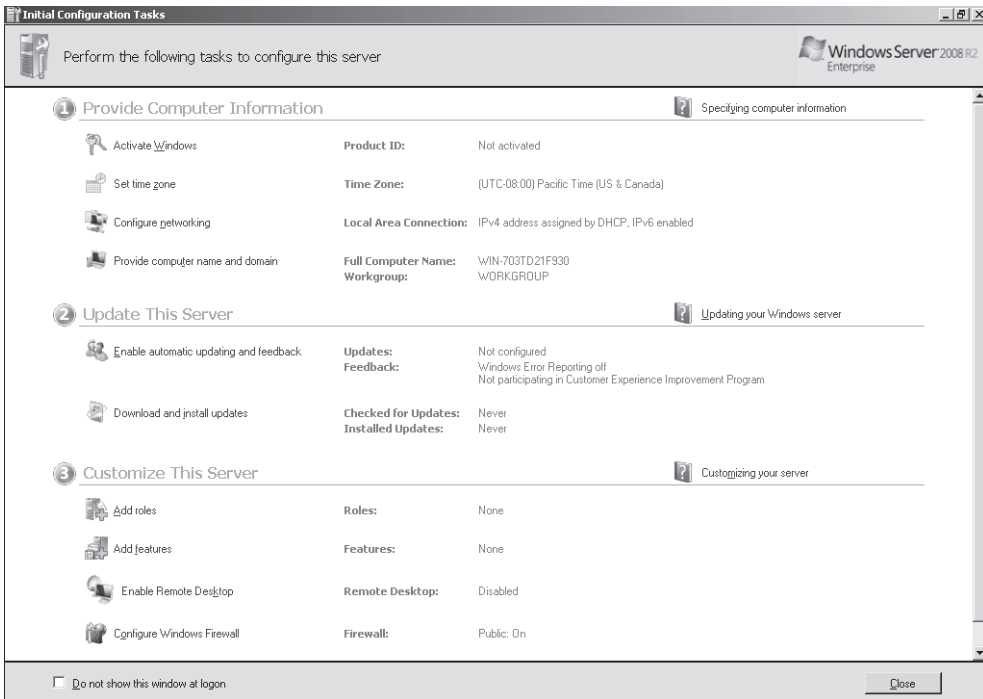 Initial Configuration Tasks
Perform the following tasks to configure this server
Windows Server 2008 R2
Enterprise
1 Provide Computer Information
Specifying computer information
Activate Windows Product ID: Not activated
Set time zone Time Zone: (UTC-08:00) Pacific Time (US & Canada)
Configure networking Local Area Connection: IPv4 address assigned by DHCP, IPv6 enabled
Provide computer name and domain Full Computer Name: WIN-703TD21F930
Workgroup: WORKGROUP
2 Update This Server
Updating your Windows server
Enable automatic updating and feedback Updates: Not configured
Feedback: Windows Error Reporting off
Not participating in Customer Experience Improvement Program
Download and install updates Checked for Updates: Never
Installed Updates: Never
3 Customize This Server
Customizing your server
Add roles Roles: None
Add features Features: None
Enable Remote Desktop Remote Desktop: Disabled
Configure Windows Firewall Firewall: Public: On
Do not show this window at logon
Close